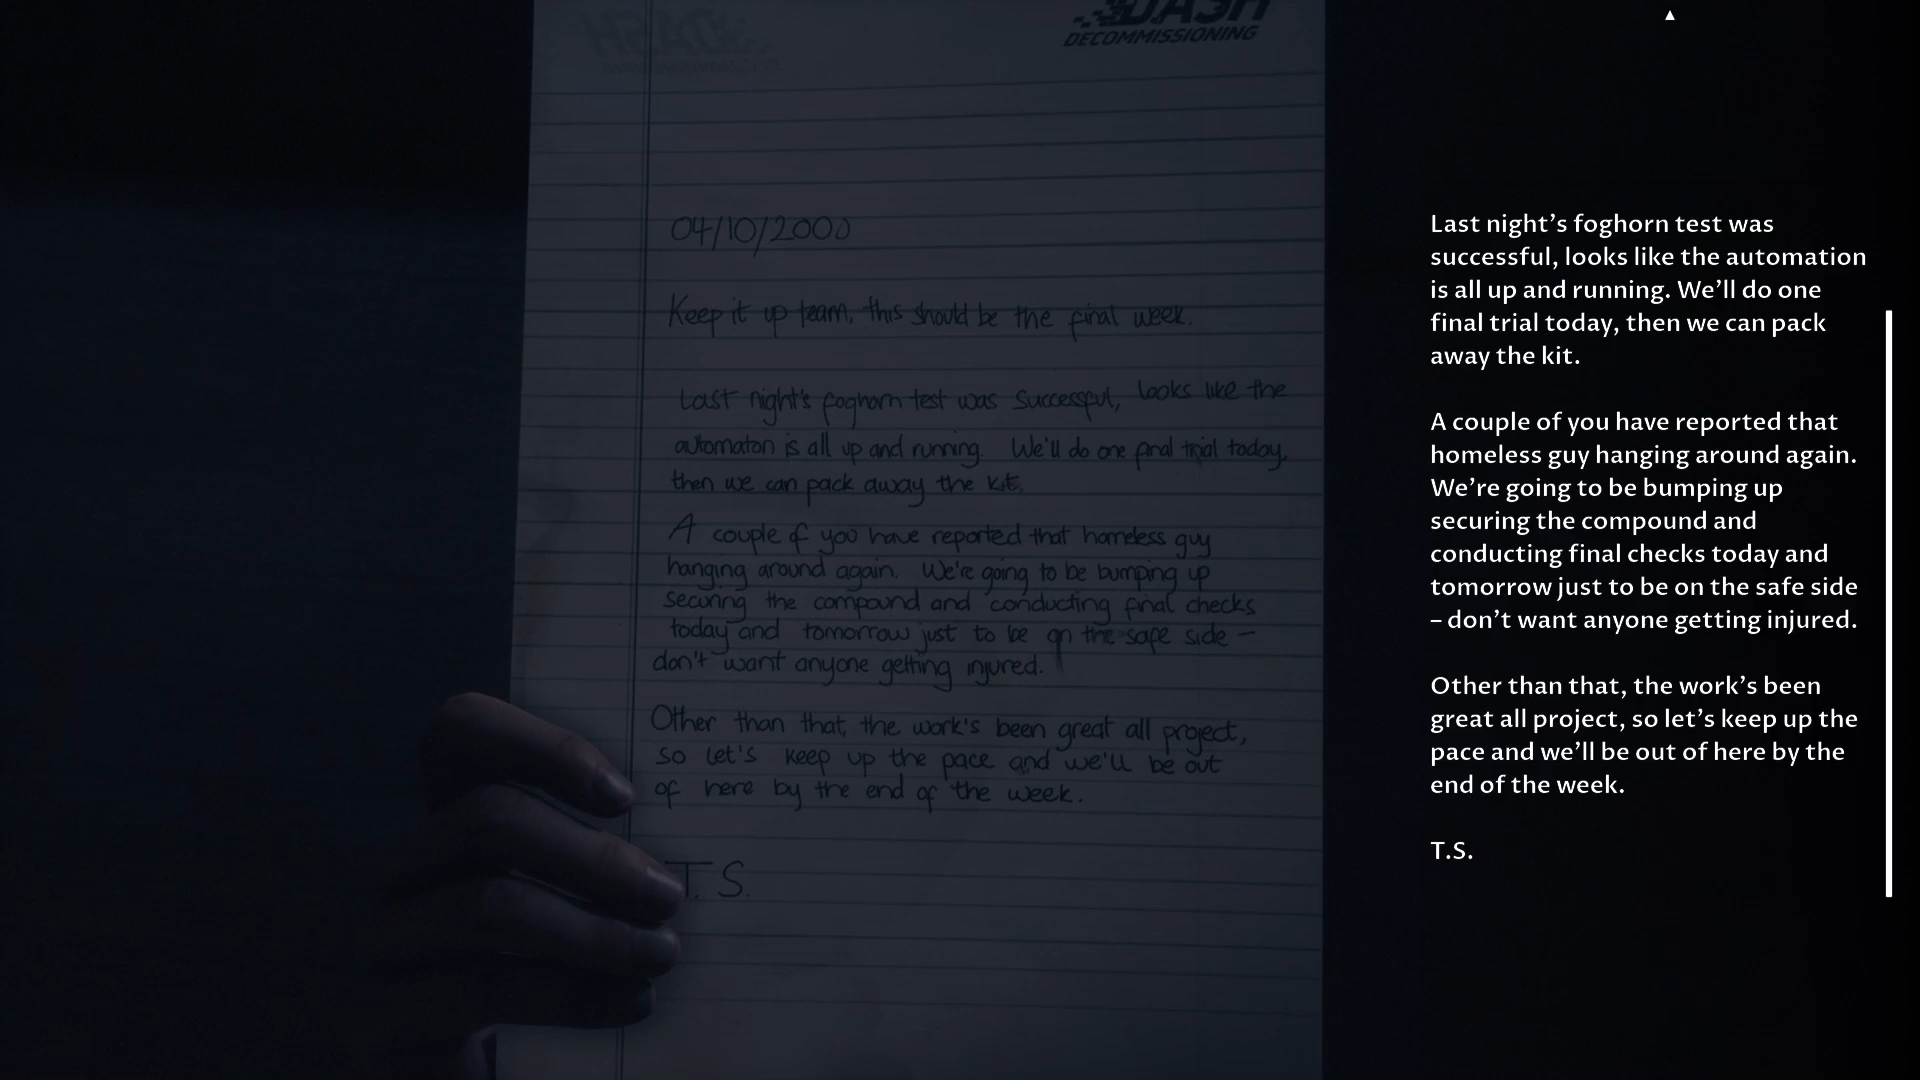 DASH
DECOMMISSIONING
04/10/2000
Keep it up team, this should be the final week.
Last night's foghorn test was successful, looks like the
automaton is all up and running. We'll do one final trial today,
then we can pack away the kit.
A couple of you have reported that homeless guy
hanging around again. We're going to be bumping up
securing the compound and conducting final checks
today and tomorrow just to be on the safe side –
don't want anyone getting injured.
Other than that, the work's been great all project,
so let's keep up the pace and we'll be out
of here by the end of the week.
T. S.
▲
Last night’s foghorn test was
successful, looks like the automation
is all up and running. We’ll do one
final trial today, then we can pack
away the kit.
A couple of you have reported that
homeless guy hanging around again.
We’re going to be bumping up
securing the compound and
conducting final checks today and
tomorrow just to be on the safe side
– don’t want anyone getting injured.
Other than that, the work’s been
great all project, so let’s keep up the
pace and we’ll be out of here by the
end of the week.
T.S.